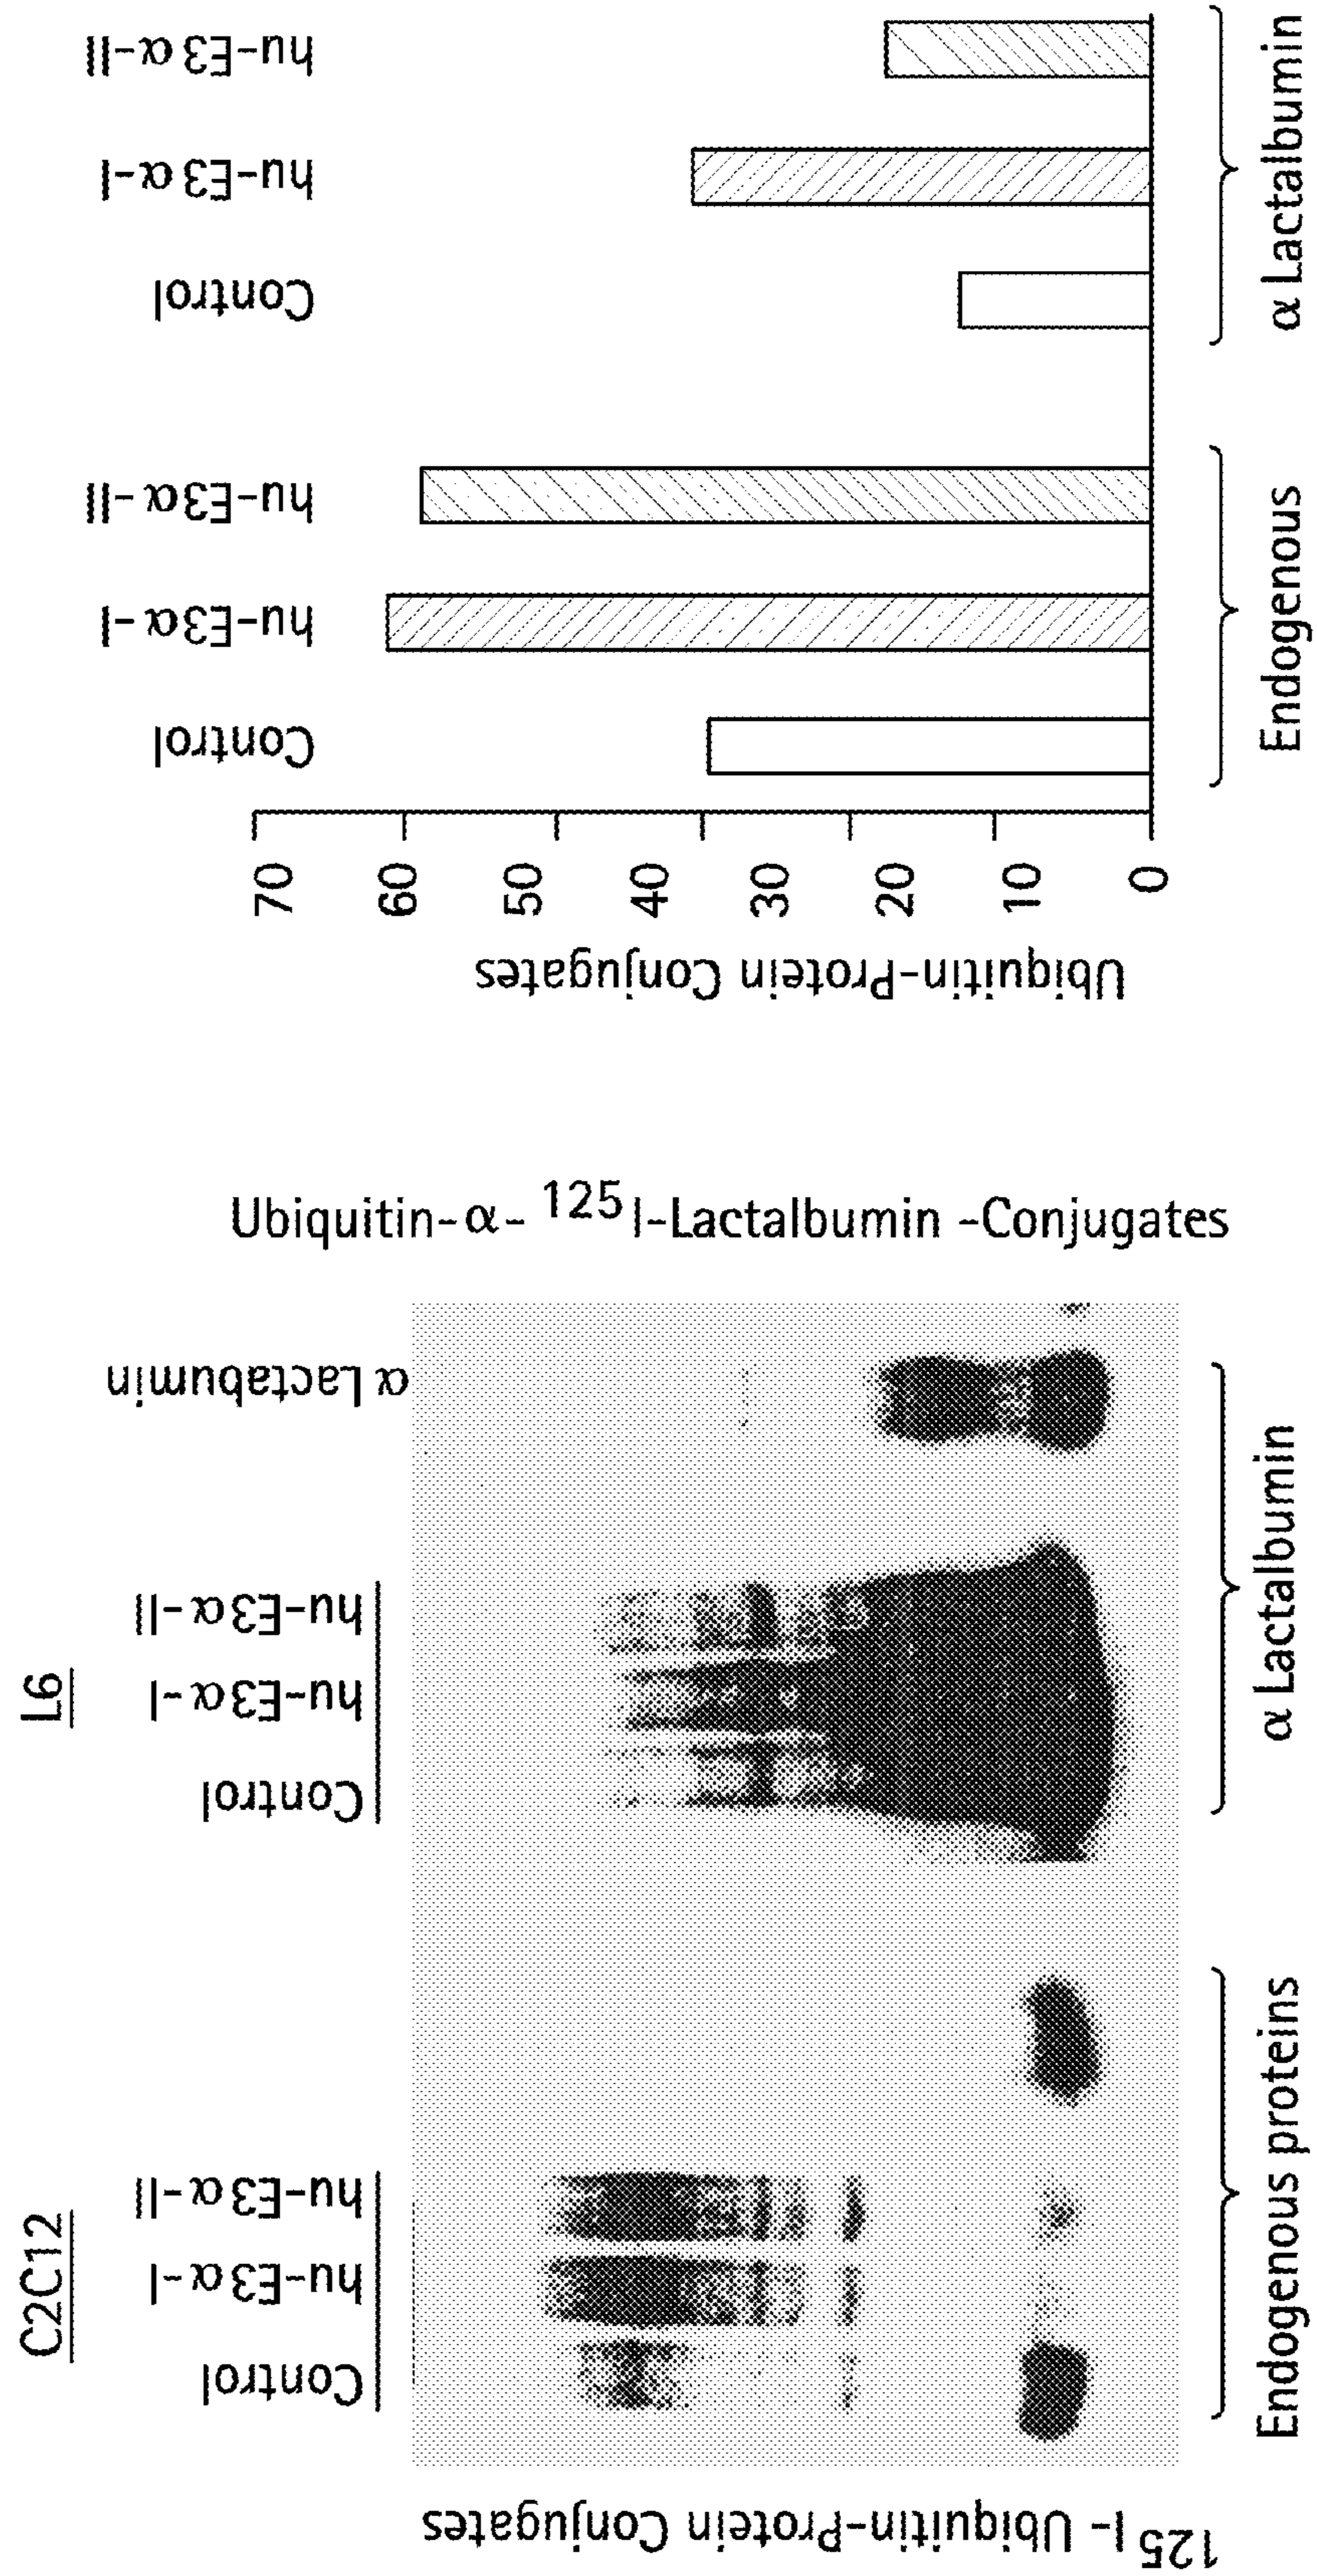 C2C12
L6
Control
hu-E3α-I
hu-E3α-II
Control
hu-E3α-I
hu-E3α-II
α Lactabumin
125I- Ubiquitin-Protein Conjugates
Ubiquitin-α- 125I-Lactalbumin -Conjugates
Endogenous proteins
α Lactalbumin
Ubiquitin-Protein Conjugates
70
60
50
40
30
20
10
0
Control
hu-E3α-I
hu-E3α-II
Control
hu-E3α-I
hu-E3α-II
Endogenous
α Lactalbumin